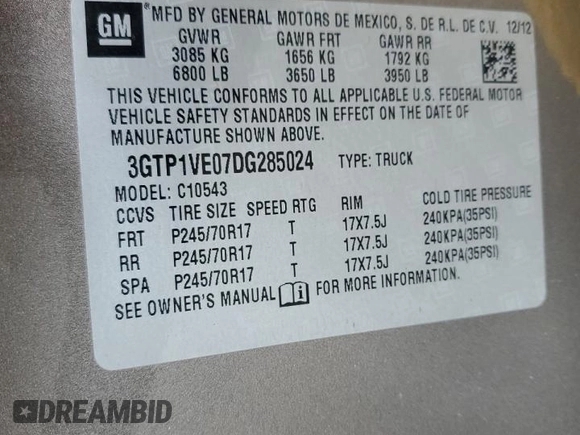 GM
MFD BY GENERAL MOTORS DE MEXICO, S. DE R.L. DE C.V. 12/12
GVWR GAWR FRT GAWR RR
3085 KG 1656 KG 1792 KG
6800 LB 3650 LB 3950 LB
THIS VEHICLE CONFORMS TO ALL APPLICABLE U.S. FEDERAL MOTOR
VEHICLE SAFETY STANDARDS IN EFFECT ON THE DATE OF
MANUFACTURE SHOWN ABOVE.
3GTP1VE07DG285024 TYPE: TRUCK
MODEL: C10543
CCVS TIRE SIZE SPEED RTG RIM COLD TIRE PRESSURE
FRT P245/70R17 T 17X7.5J 240KPA(35PSI)
RR P245/70R17 T 17X7.5J 240KPA(35PSI)
SPA P245/70R17 T 17X7.5J 240KPA(35PSI)
SEE OWNER'S MANUAL FOR MORE INFORMATION.
DREAMBID